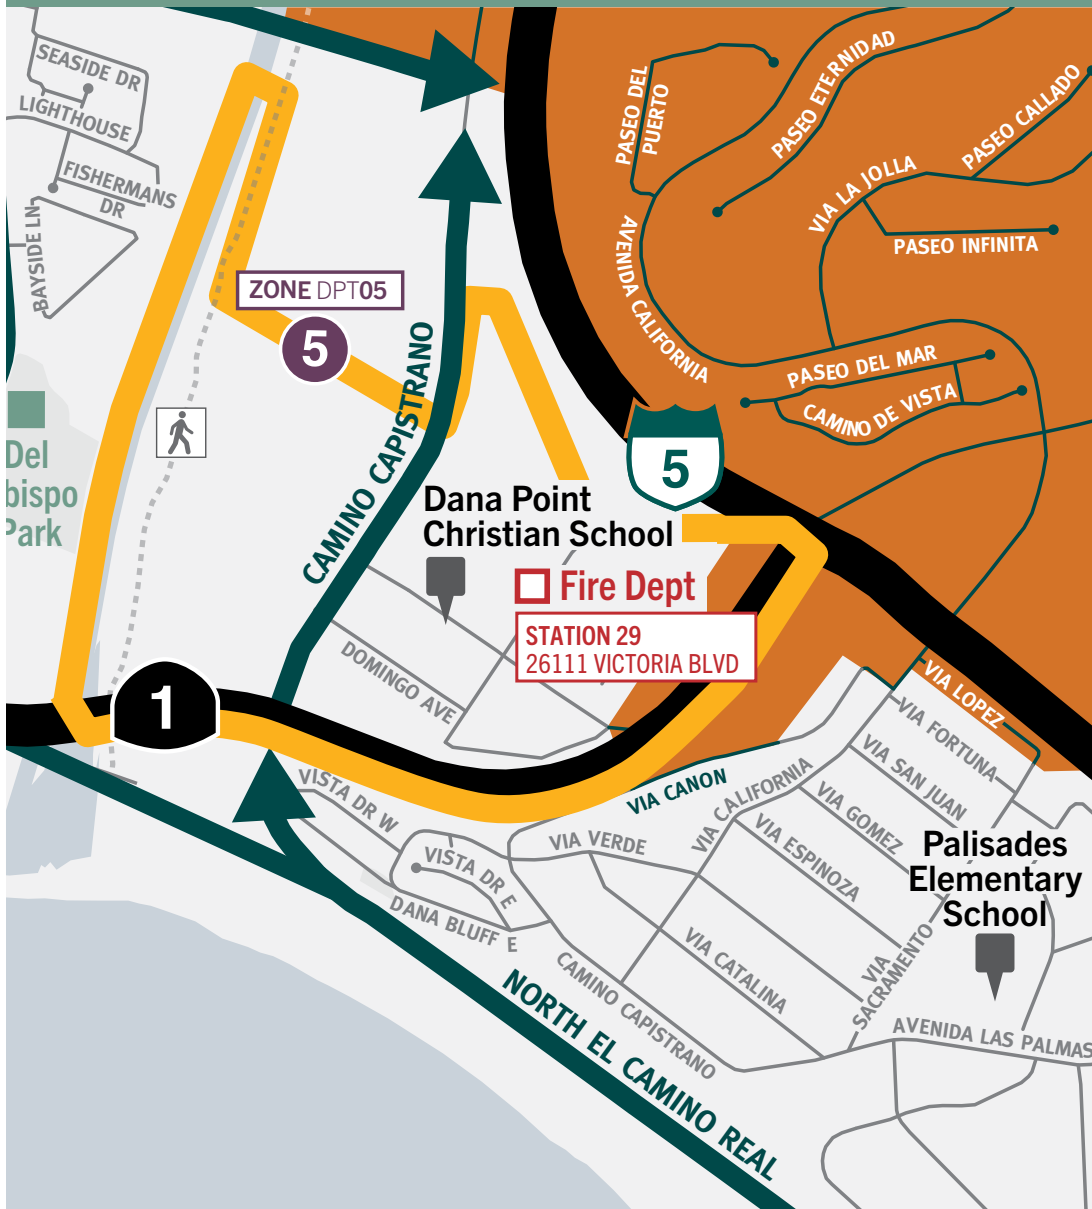 SEASIDE DR
LIGHTHOUSE
FISHERMANS
DR
BAYSIDE LN
ZONE DPT05
5
CAMINO CAPISTRANO
Del
bispo
Park
PASEO DEL
PUERTO
PASEO ETERNIDAD
PASEO CALLADO
VIA LA JOLLA
PASEO INFINITA
AVENIDA CALIFORNIA
PASEO DEL MAR
CAMINO DE VISTA
5
Dana Point
Christian School
Fire Dept
STATION 29
26111 VICTORIA BLVD
DOMINGO AVE
1
VIA LOPEZ
VIA FORTUNA
VIA SAN JUAN
VIA GOMEZ
VIA ESPINOZA
VIA CALIFORNIA
VIA CANON
VIA VERDE
VISTA DR W
VISTA DR E
DANA BLUFF E
Palisades
Elementary
School
VIA
SACRAMENTO
VIA CATALINA
CAMINO CAPISTRANO
AVENIDA LAS PALMAS
NORTH EL CAMINO REAL